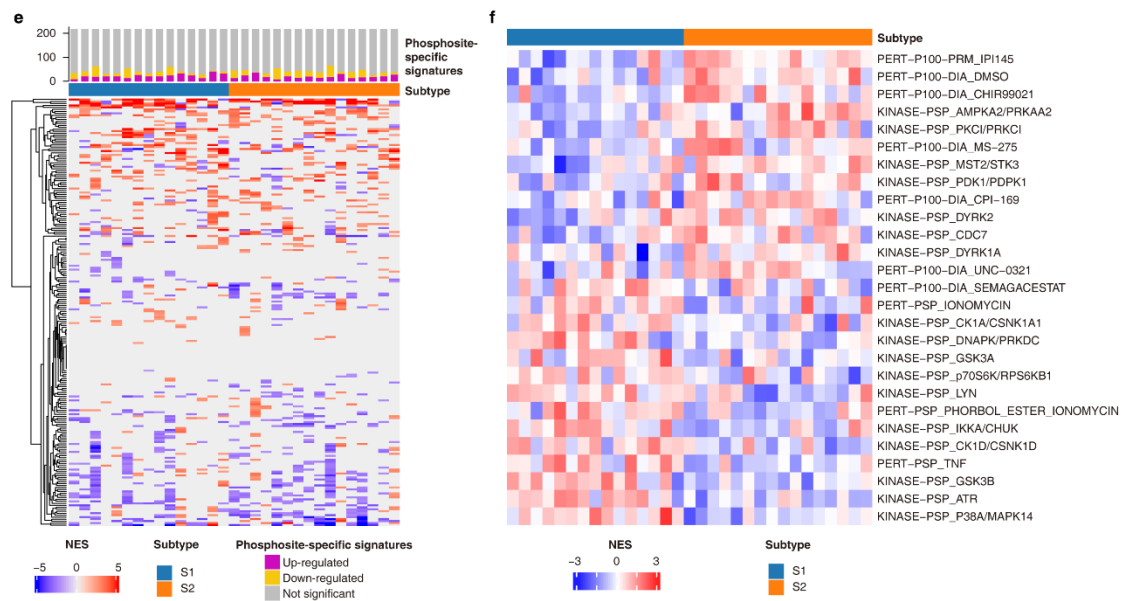 e
200
100
0
Phosphosite-
specific
signatures
Subtype
NES
−5
0
5
Subtype
S1
S2
Phosphosite-specific signatures
Up-regulated
Down-regulated
Not significant
f
Subtype
PERT−P100−PRM_IPI145
PERT−P100−DIA_DMSO
PERT−P100−DIA_CHIR99021
KINASE−PSP_AMPKA2/PRKAA2
KINASE−PSP_PKCI/PRKCI
PERT−P100−DIA_MS−275
KINASE−PSP_MST2/STK3
KINASE−PSP_PDK1/PDPK1
PERT−P100−DIA_CPI−169
KINASE−PSP_DYRK2
KINASE−PSP_CDC7
KINASE−PSP_DYRK1A
PERT−P100−DIA_UNC−0321
PERT−P100−DIA_SEMAGACESTAT
PERT−PSP_IONOMYCIN
KINASE−PSP_CK1A/CSNK1A1
KINASE−PSP_DNAPK/PRKDC
KINASE−PSP_GSK3A
KINASE−PSP_p70S6K/RPS6KB1
KINASE−PSP_LYN
PERT−PSP_PHORBOL_ESTER_IONOMYCIN
KINASE−PSP_IKKA/CHUK
KINASE−PSP_CK1D/CSNK1D
PERT−PSP_TNF
KINASE−PSP_GSK3B
KINASE−PSP_ATR
KINASE−PSP_P38A/MAPK14
NES
−3
0
3
Subtype
S1
S2